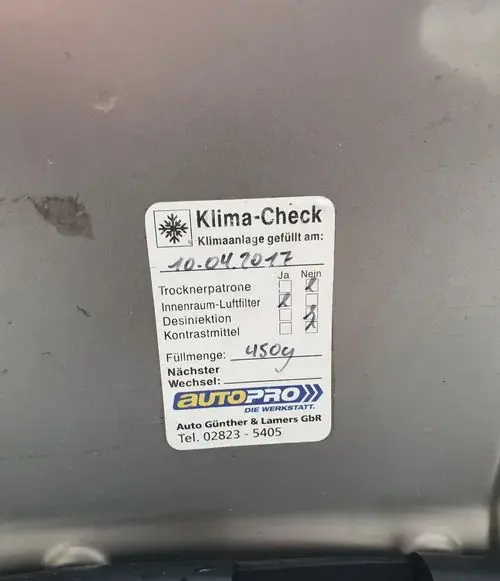 Klima-Check
Klimaanlage gefüllt am:
10.04.2017
Ja Nein
Trocknerpatrone x
Innenraum-Luftfilter x
Desinfektion x
Kontrastmittel x
Füllmenge: 450g
Nächster
Wechsel:
autoPRO
DIE WERKSTATT.
Auto Günther & Lamers GbR
Tel. 02823 - 5405